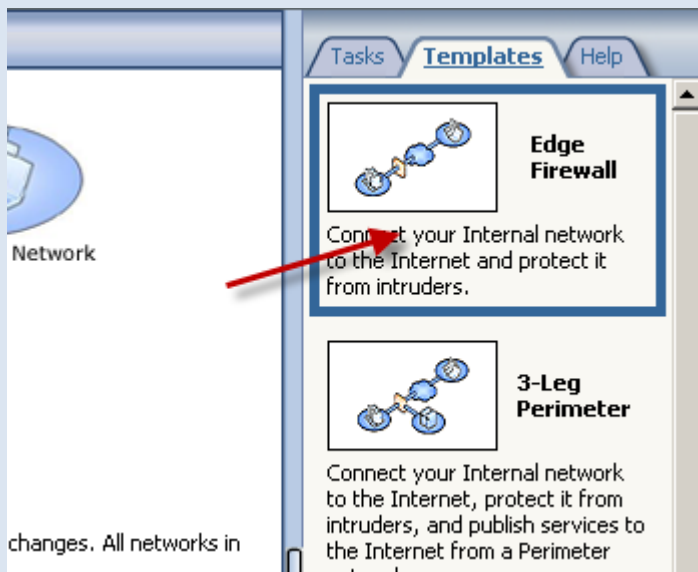 Tasks
Templates
Help
Edge
Firewall
Connect your Internal network
to the Internet and protect it
from intruders.
Network
3-Leg
Perimeter
Connect your Internal network
to the Internet, protect it from
intruders, and publish services to
the Internet from a Perimeter
changes. All networks in